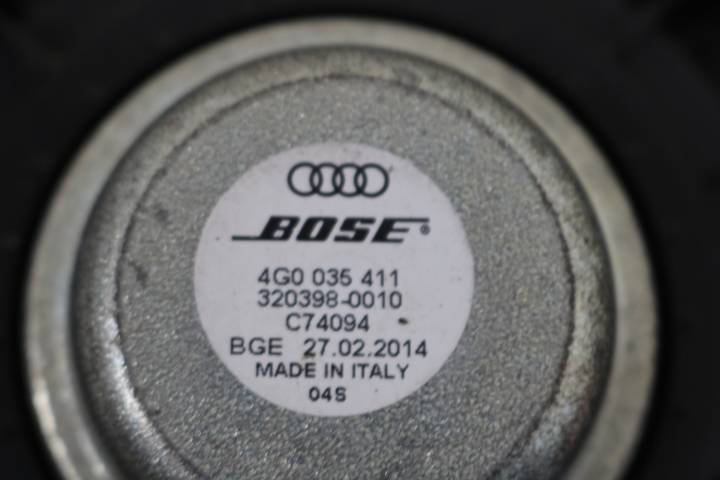 BOSE®
4G0 035 411
320398-0010
C74094
BGE 27.02.2014
MADE IN ITALY
04S